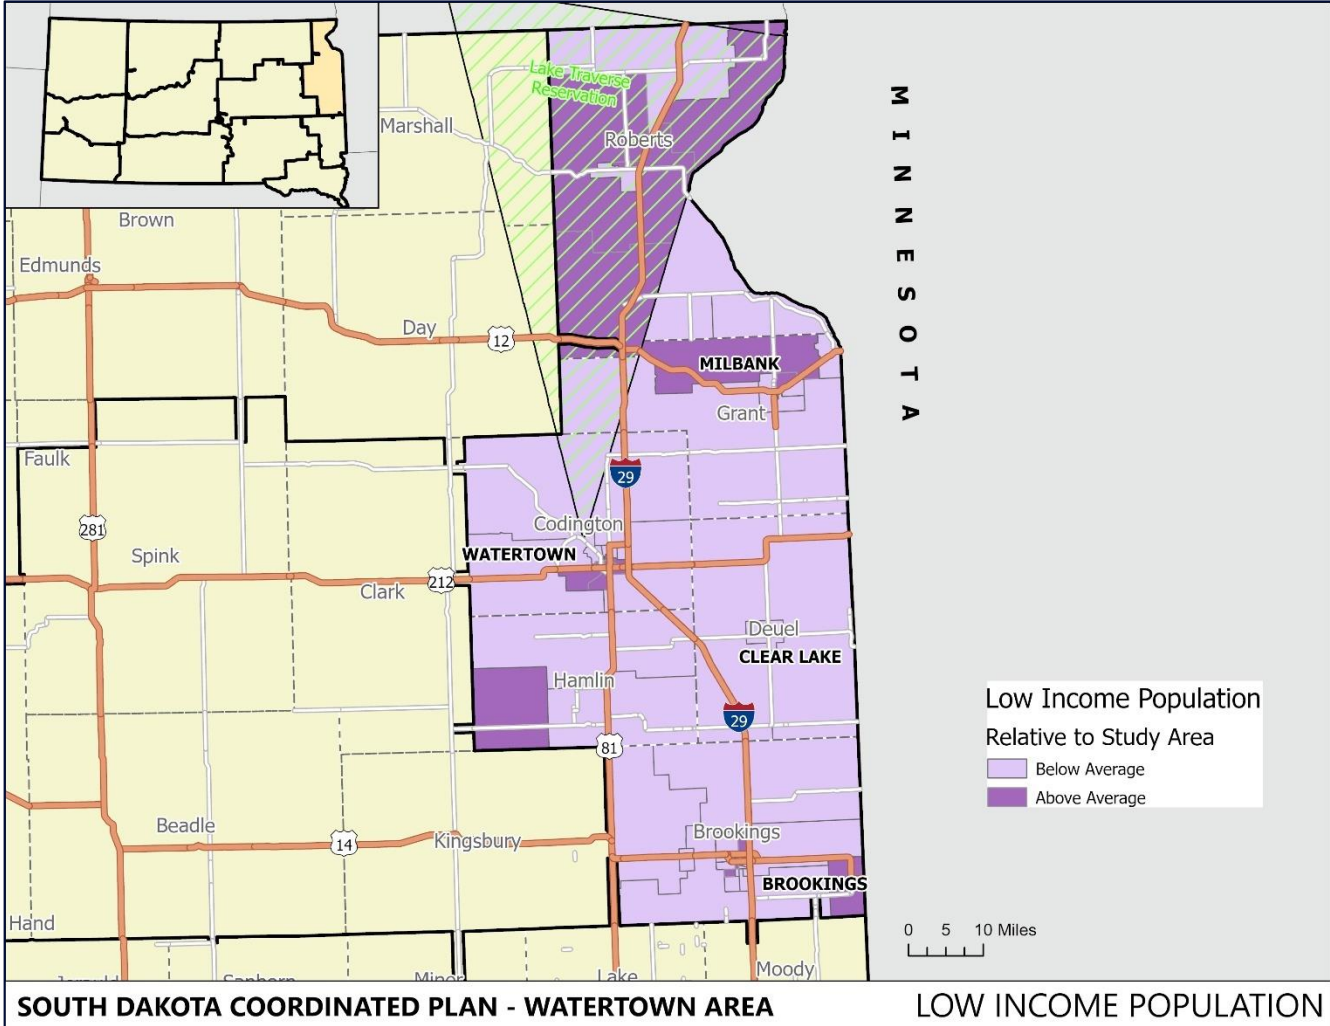 Lake Traverse
Reservation
Marshall
Roberts
Brown
Edmunds
Day
12
MILBANK
Grant
Faulk
29
281
Codington
Spink
WATERTOWN
212
Clark
Deuel
CLEAR LAKE
Hamlin
29
81
Beadle
14
Kingsbury
Brookings
BROOKINGS
Hand
Jerauld
Sanborn
Miner
Lake
Moody
MINNESOTA
Low Income Population
Relative to Study Area
Below Average
Above Average
0 5 10 Miles
SOUTH DAKOTA COORDINATED PLAN - WATERTOWN AREA
LOW INCOME POPULATION